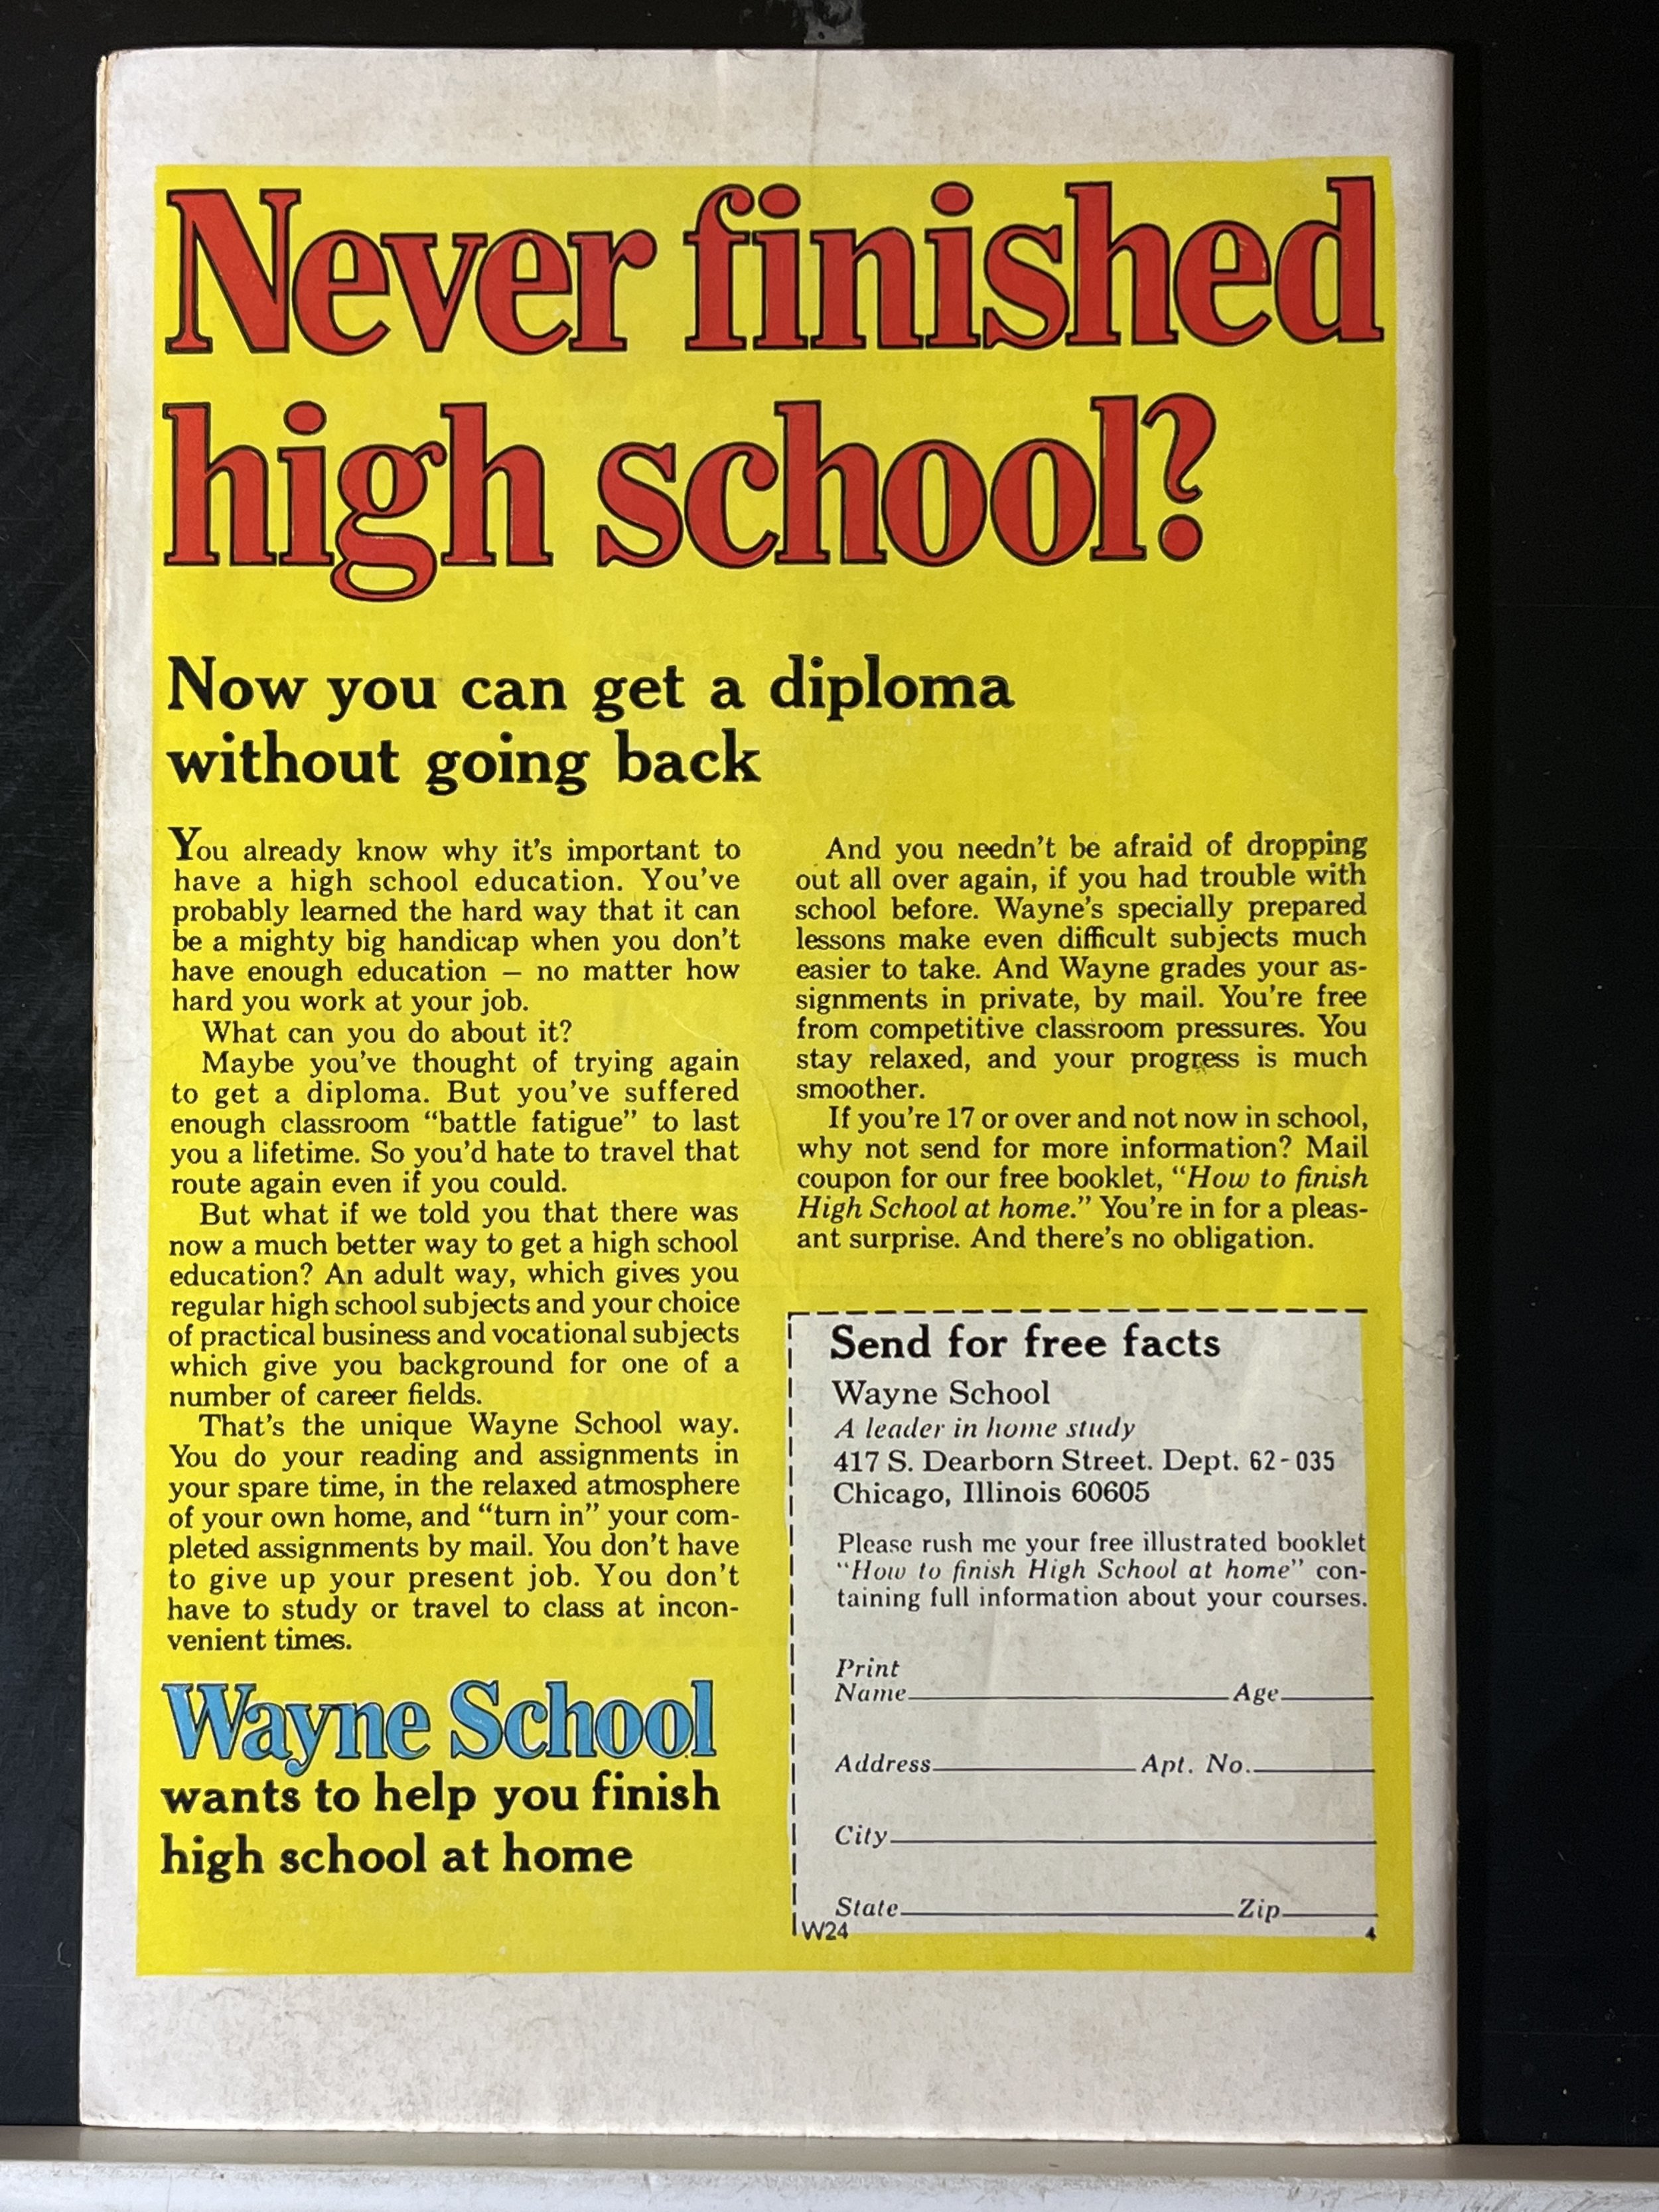 Never finished
high school?
Now you can get a diploma
without going back
You already know why it's important to
have a high school education. You've
probably learned the hard way that it can
be a mighty big handicap when you don't
have enough education – no matter how
hard you work at your job.
What can you do about it?
Maybe you've thought of trying again
to get a diploma. But you've suffered
enough classroom “battle fatigue” to last
you a lifetime. So you'd hate to travel that
route again even if you could.
But what if we told you that there was
now a much better way to get a high school
education? An adult way, which gives you
regular high school subjects and your choice
of practical business and vocational subjects
which give you background for one of a
number of career fields.
That's the unique Wayne School way.
You do your reading and assignments in
your spare time, in the relaxed atmosphere
of your own home, and “turn in” your com-
pleted assignments by mail. You don't have
to give up your present job. You don't
have to study or travel to class at incon-
venient times.
Wayne School
wants to help you finish
high school at home
And you needn't be afraid of dropping
out all over again, if you had trouble with
school before. Wayne's specially prepared
lessons make even difficult subjects much
easier to take. And Wayne grades your as-
signments in private, by mail. You're free
from competitive classroom pressures. You
stay relaxed, and your progress is much
smoother.
If you're 17 or over and not now in school,
why not send for more information? Mail
coupon for our free booklet, “How to finish
High School at home.” You're in for a pleas-
ant surprise. And there's no obligation.
Send for free facts
Wayne School
A leader in home study
417 S. Dearborn Street. Dept. 62-035
Chicago, Illinois 60605
Please rush me your free illustrated booklet
“How to finish High School at home” con-
taining full information about your courses.
Print
Name Age
Address Apt. No.
City
State Zip
W24 4